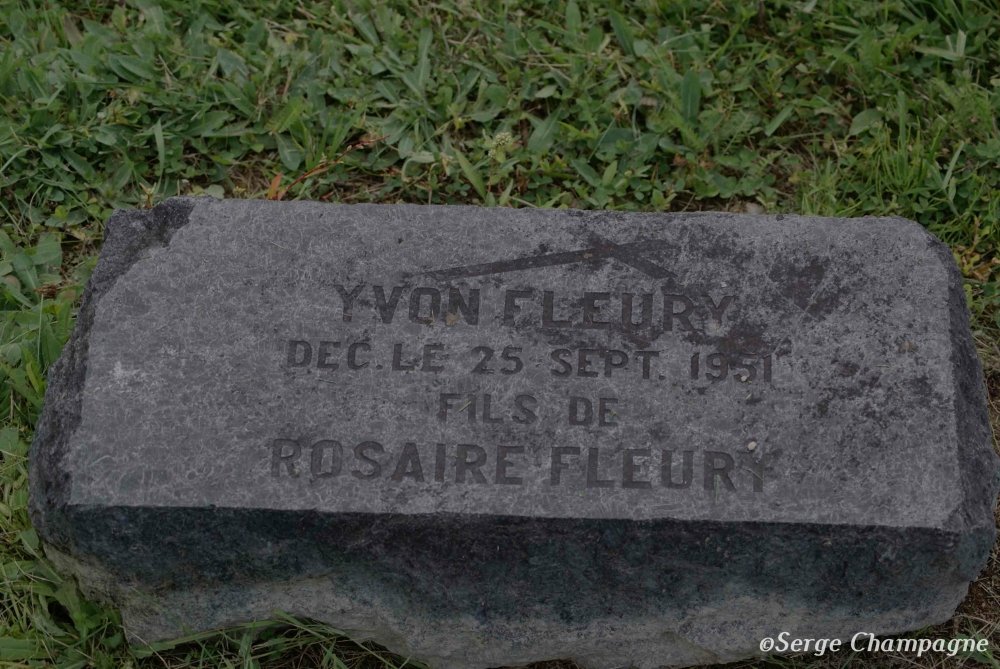 YVON FLEURY
DEC. LE 25 SEPT. 1951
FILS DE
ROSAIRE FLEURY
©Serge Champagne